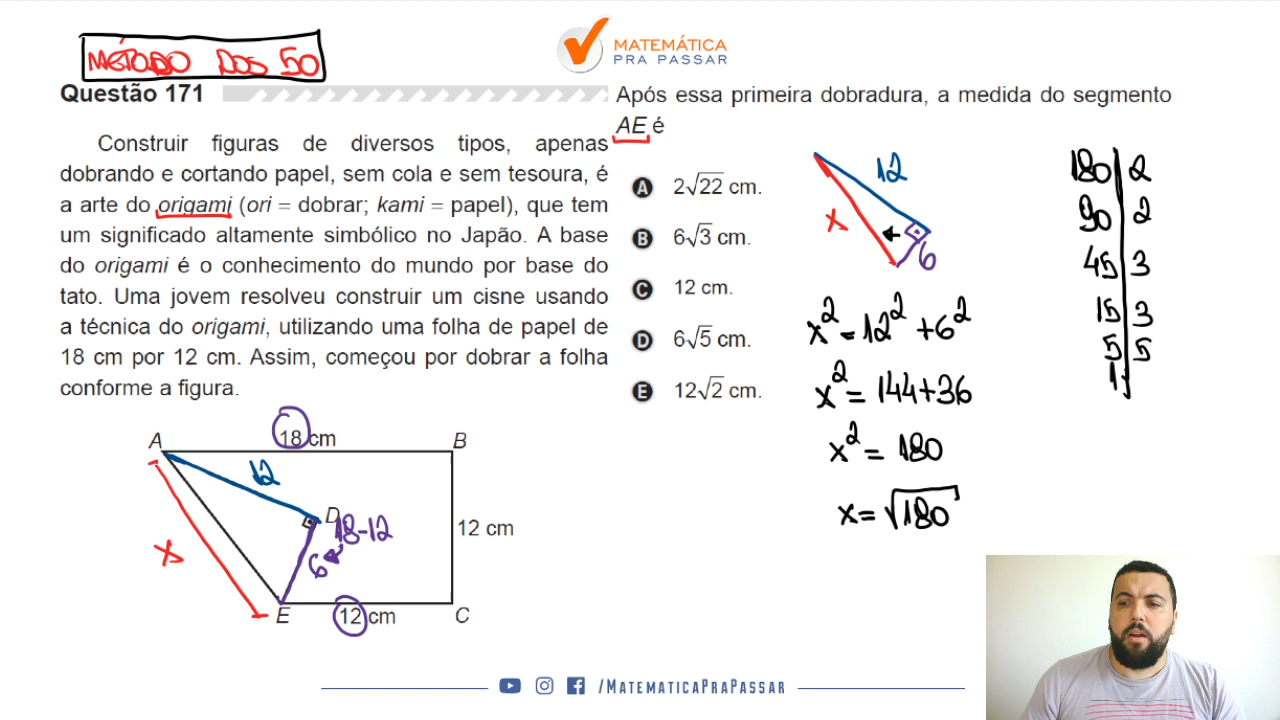 MÉTODO DOS 50
MATEMÁTICA
PRA PASSAR
Questão 171
Construir figuras de diversos tipos, apenas
dobrando e cortando papel, sem cola e sem tesoura, é
a arte do origami (ori = dobrar; kami = papel), que tem
um significado altamente simbólico no Japão. A base
do origami é o conhecimento do mundo por base do
tato. Uma jovem resolveu construir um cisne usando
a técnica do origami, utilizando uma folha de papel de
18 cm por 12 cm. Assim, começou por dobrar a folha
conforme a figura.
A
18 cm
B
12
D
18-12
12 cm
x
6
E
12 cm
C
Após essa primeira dobradura, a medida do segmento
AE é
A 2√22 cm.
B 6√3 cm.
C 12 cm.
D 6√5 cm.
E 12√2 cm.
12
x
6
x² = 12² + 6²
x² = 144 + 36
x² = 180
x = √180
180 | 2
90 | 2
45 | 3
15 | 3
5 | 5
1
/MATEMATICAPRAPASSAR